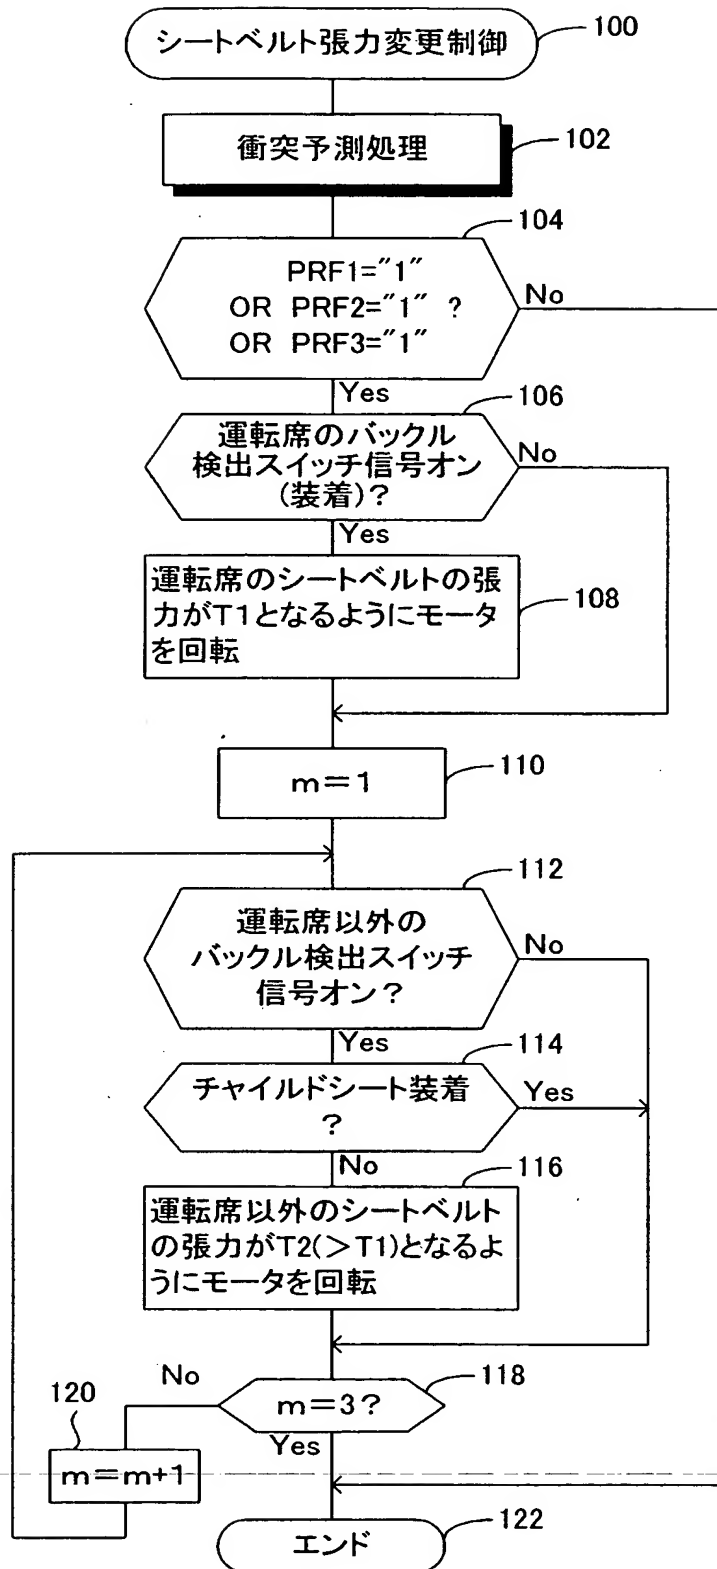 シートベルト張力変更制御
100
衝突予測処理
102
104
PRF1="1"
OR PRF2="1" ?
OR PRF3="1"
No
Yes
106
運転席のバックル
検出スイッチ信号オン
(装着)?
No
Yes
運転席のシートベルトの張
力がT1となるようにモータ
を回転
108
m=1
110
112
運転席以外の
バックル検出スイッチ
信号オン?
No
Yes
114
チャイルドシート装着
?
Yes
No
116
運転席以外のシートベルト
の張力がT2(>T1)となるよ
うにモータを回転
No
118
m=3?
120
Yes
m=m+1
エンド
122